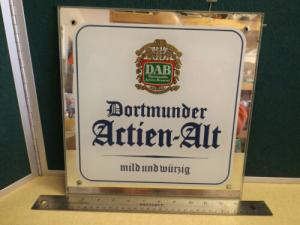 DAB
Dortmunder
Actien-Alt
mild und würzig